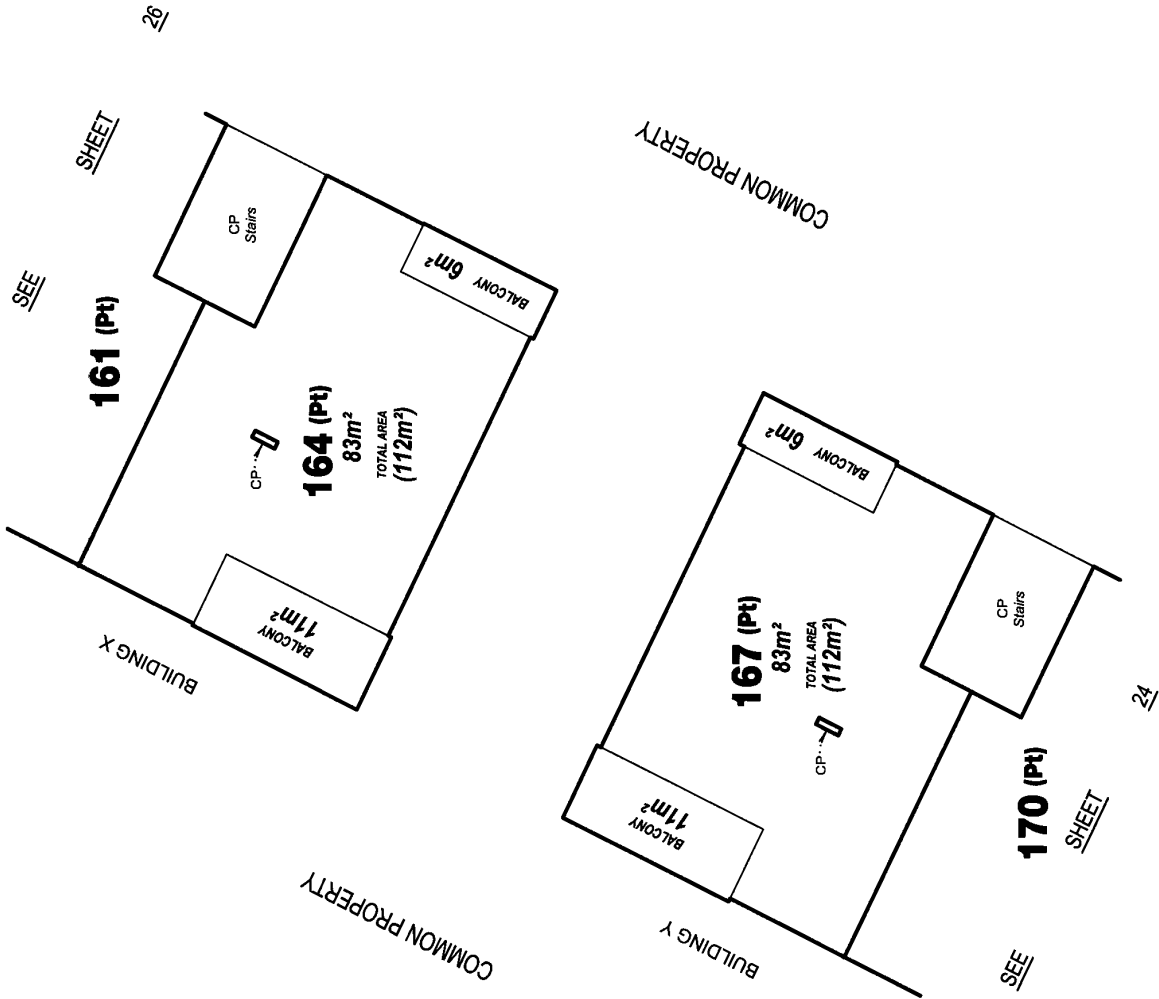 SEE SHEET 26
161 (Pt)
CP
Stairs
BALCONY 6m²
CP
164 (Pt)
83m²
TOTAL AREA
(112m²)
BALCONY
11m²
BUILDING X
COMMON PROPERTY
COMMON PROPERTY
BALCONY 6m²
167 (Pt)
83m²
TOTAL AREA
(112m²)
CP
BALCONY
11m²
CP
Stairs
BUILDING Y
170 (Pt)
SEE SHEET 24